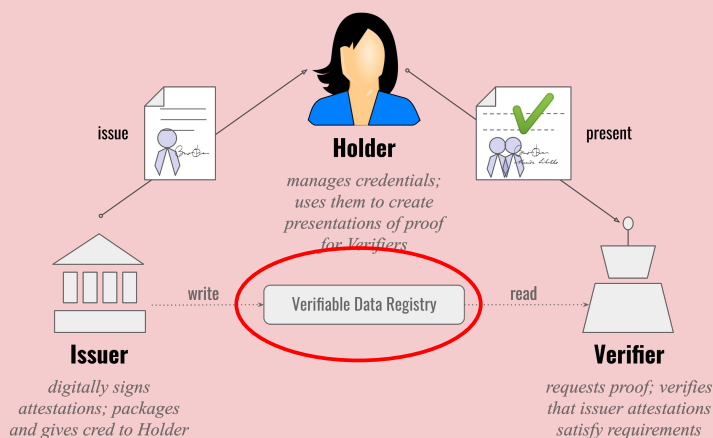 issue
present
Holder
manages credentials;
uses them to create
presentations of proof
for Verifiers
write
Verifiable Data Registry
read
Issuer
digitally signs
attestations; packages
and gives cred to Holder
Verifier
requests proof; verifies
that issuer attestations
satisfy requirements